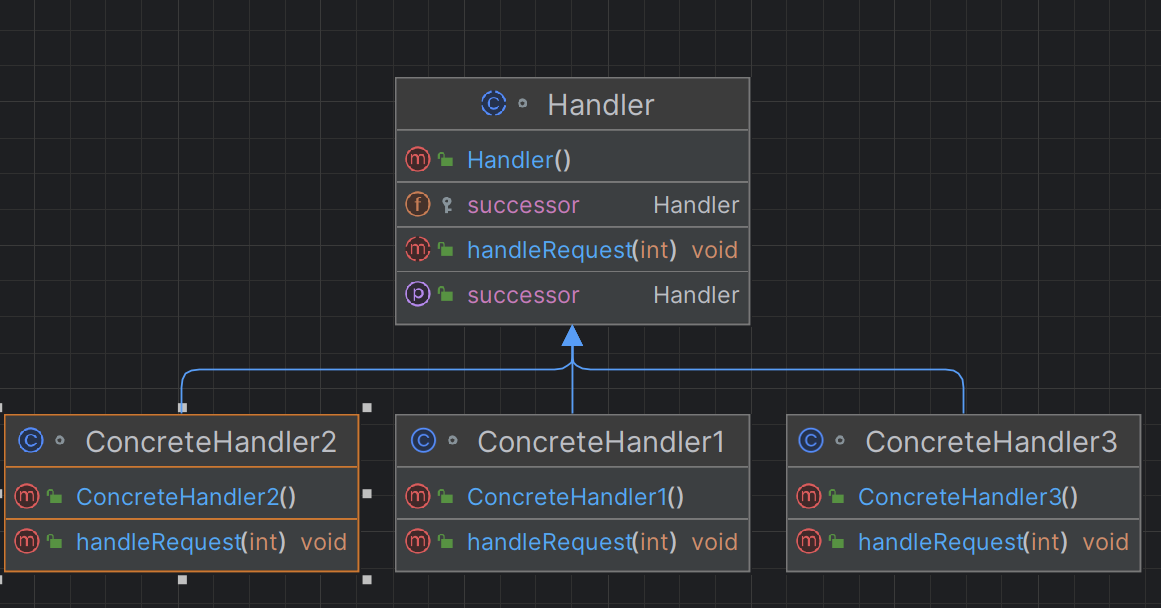 Handler
Handler()
successor Handler
handleRequest(int) void
successor Handler
ConcreteHandler2
ConcreteHandler2()
handleRequest(int) void
ConcreteHandler1
ConcreteHandler1()
handleRequest(int) void
ConcreteHandler3
ConcreteHandler3()
handleRequest(int) void